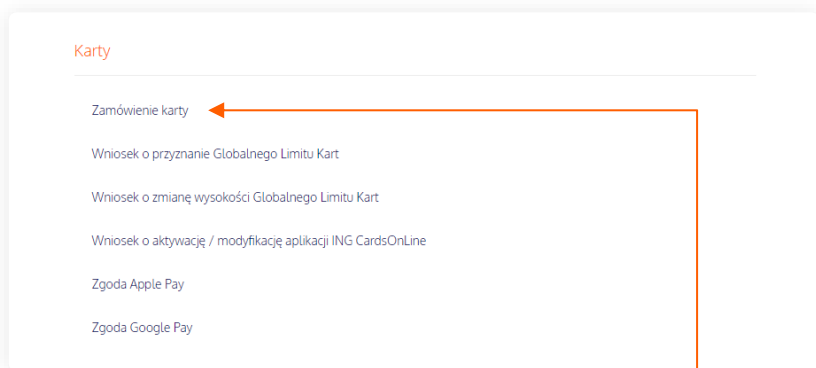 Karty
Zamówienie karty
Wniosek o przyznanie Globalnego Limitu Kart
Wniosek o zmianę wysokości Globalnego Limitu Kart
Wniosek o aktywację / modyfikację aplikacji ING CardsOnLine
Zgoda Apple Pay
Zgoda Google Pay